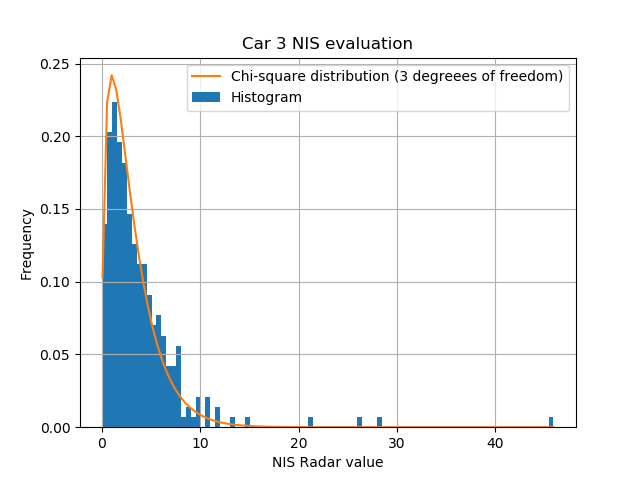 Car 3 NIS evaluation
0.25
0.20
0.15
0.10
0.05
0.00
Frequency
Chi-square distribution (3 degreees of freedom)
Histogram
0
10
20
30
40
NIS Radar value